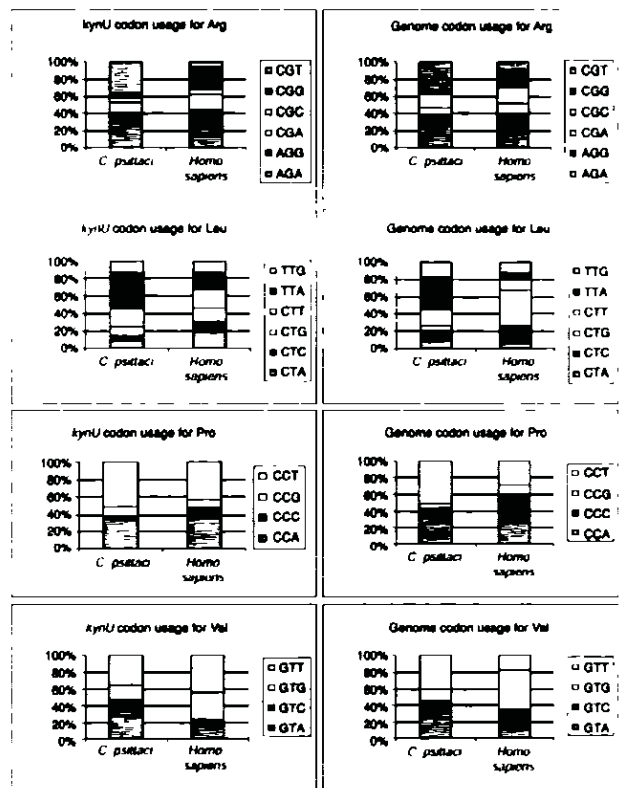 kynU codon usage for Arg
100%
80%
60%
40%
20%
0%
C psittaci
Homo sapiens
CGT
CGG
CGC
CGA
AGG
AGA
Genome codon usage for Arg
100%
80%
60%
40%
20%
0%
C psittaci
Homo sapiens
CGT
CGG
CGC
CGA
AGG
AGA
kynU codon usage for Leu
100%
80%
60%
40%
20%
0%
C psittaci
Homo sapiens
TTG
TTA
CTT
CTG
CTC
CTA
Genome codon usage for Leu
100%
80%
60%
40%
20%
0%
C psittaci
Homo sapiens
TTG
TTA
CTT
CTG
CTC
CTA
kynU codon usage for Pro
100%
80%
60%
40%
20%
0%
C psittaci
Homo sapiens
CCT
CCG
CCC
CCA
Genome codon usage for Pro
100%
80%
60%
40%
20%
0%
C psittaci
Homo sapiens
CCT
CCG
CCC
CCA
kynU codon usage for Val
100%
80%
60%
40%
20%
0%
C psittaci
Homo sapiens
GTT
GTG
GTC
GTA
Genome codon usage for Val
100%
80%
60%
40%
20%
0%
C psittaci
Homo sapiens
GTT
GTG
GTC
GTA